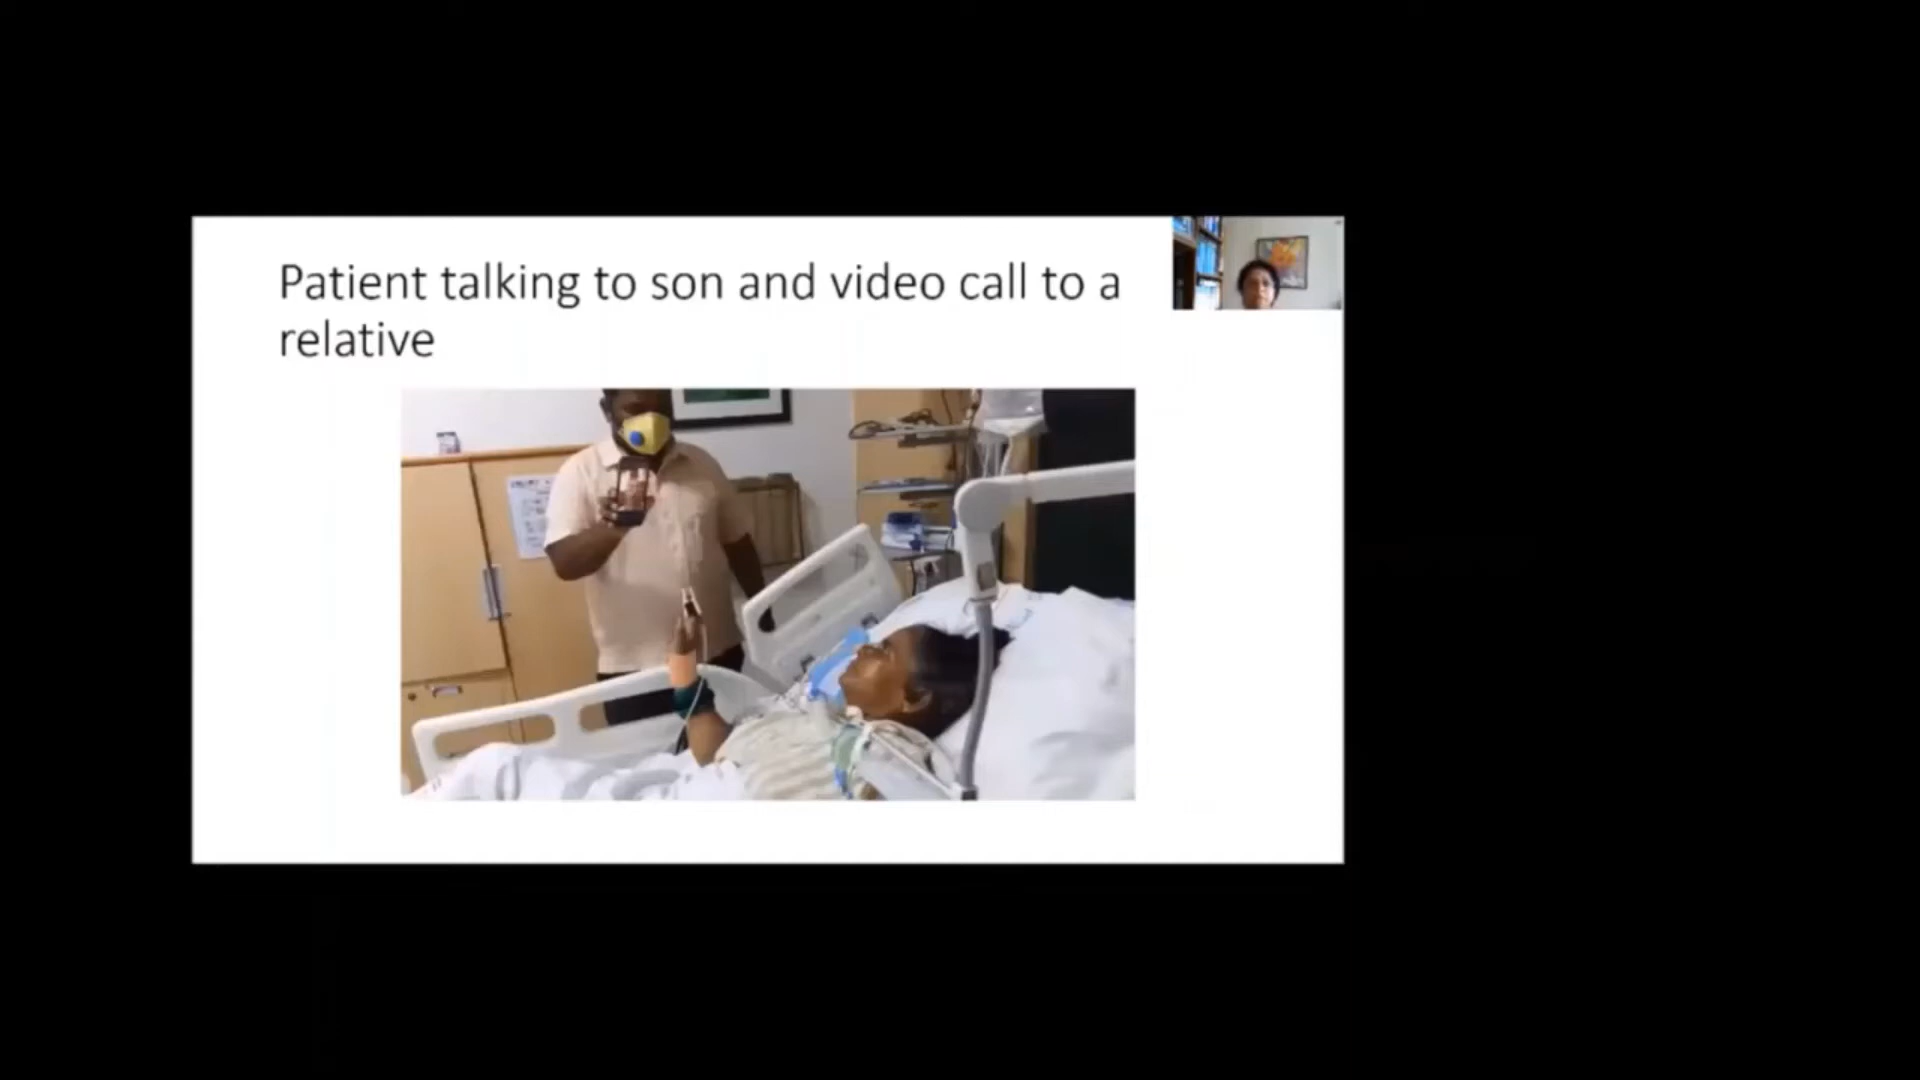 Patient talking to son and video call to a
relative